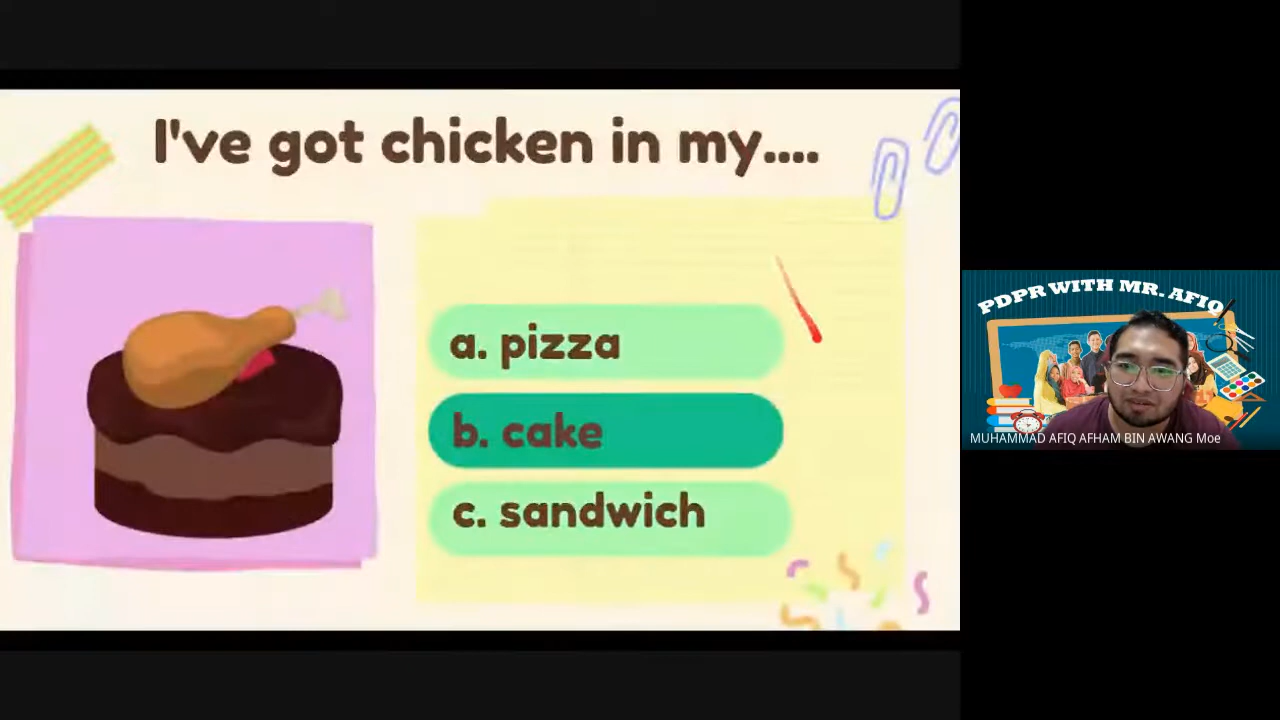 I've got chicken in my....
a. pizza
b. cake
c. sandwich
PDPR WITH MR. AFIQ
MUHAMMAD AFIQ AFHAM BIN AWANG Moe